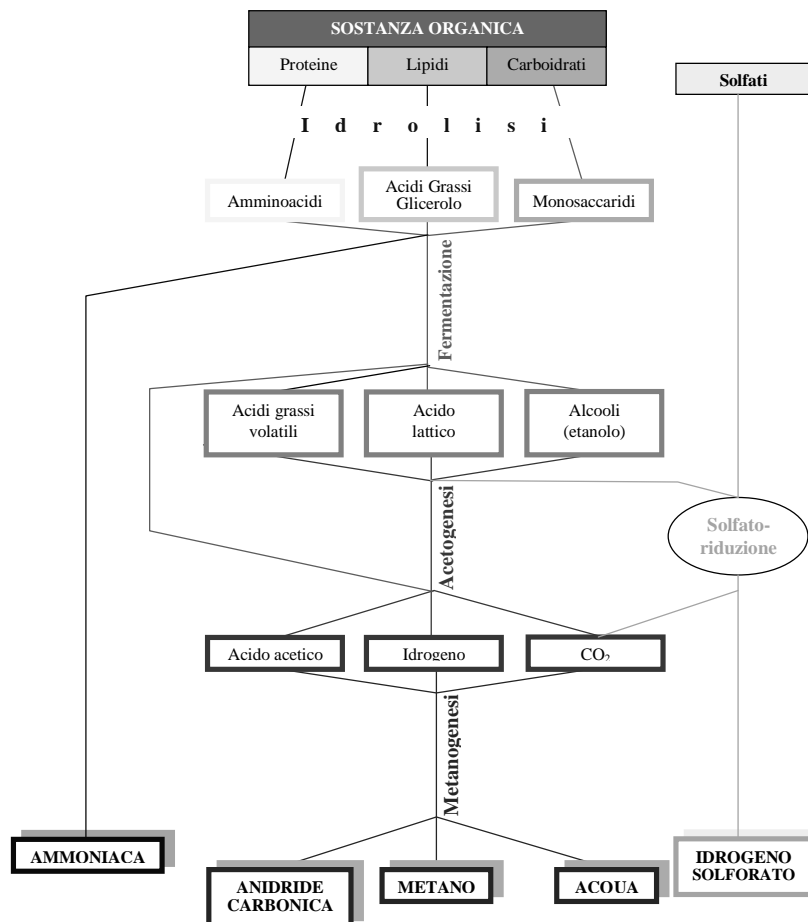 SOSTANZA ORGANICA
Proteine
Lipidi
Carboidrati
Solfati
I d r o l i s i
Amminoacidi
Acidi Grassi
Glicerolo
Monosaccaridi
Fermentazione
Acidi grassi
volatili
Acido
lattico
Alcooli
(etanolo)
Acetogenesi
Solfato-
riduzione
Acido acetico
Idrogeno
CO₂
Metanogenesi
AMMONIACA
ANIDRIDE
CARBONICA
METANO
ACQUA
IDROGENO
SOLFORATO